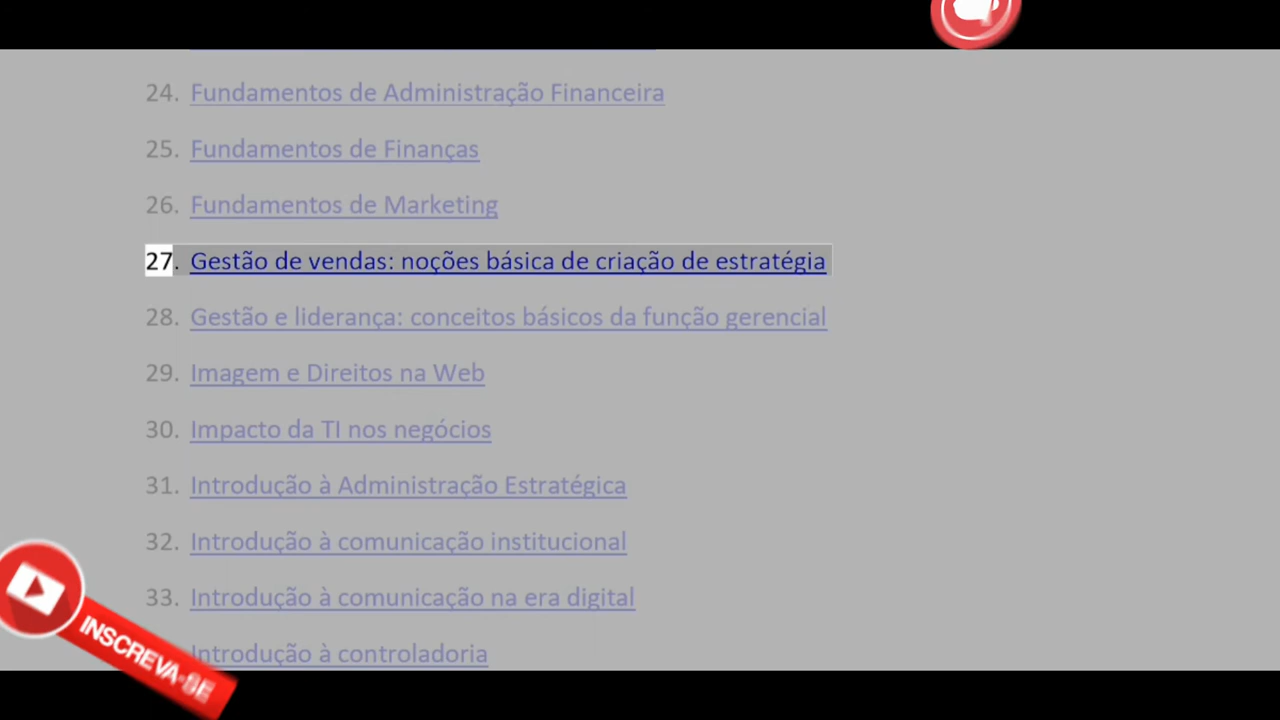 24. Fundamentos de Administração Financeira
25. Fundamentos de Finanças
26. Fundamentos de Marketing
27. Gestão de vendas: noções básica de criação de estratégia
28. Gestão e liderança: conceitos básicos da função gerencial
29. Imagem e Direitos na Web
30. Impacto da TI nos negócios
31. Introdução à Administração Estratégica
32. Introdução à comunicação institucional
33. Introdução à comunicação na era digital
Introdução à controladoria
INSCREVA-SE